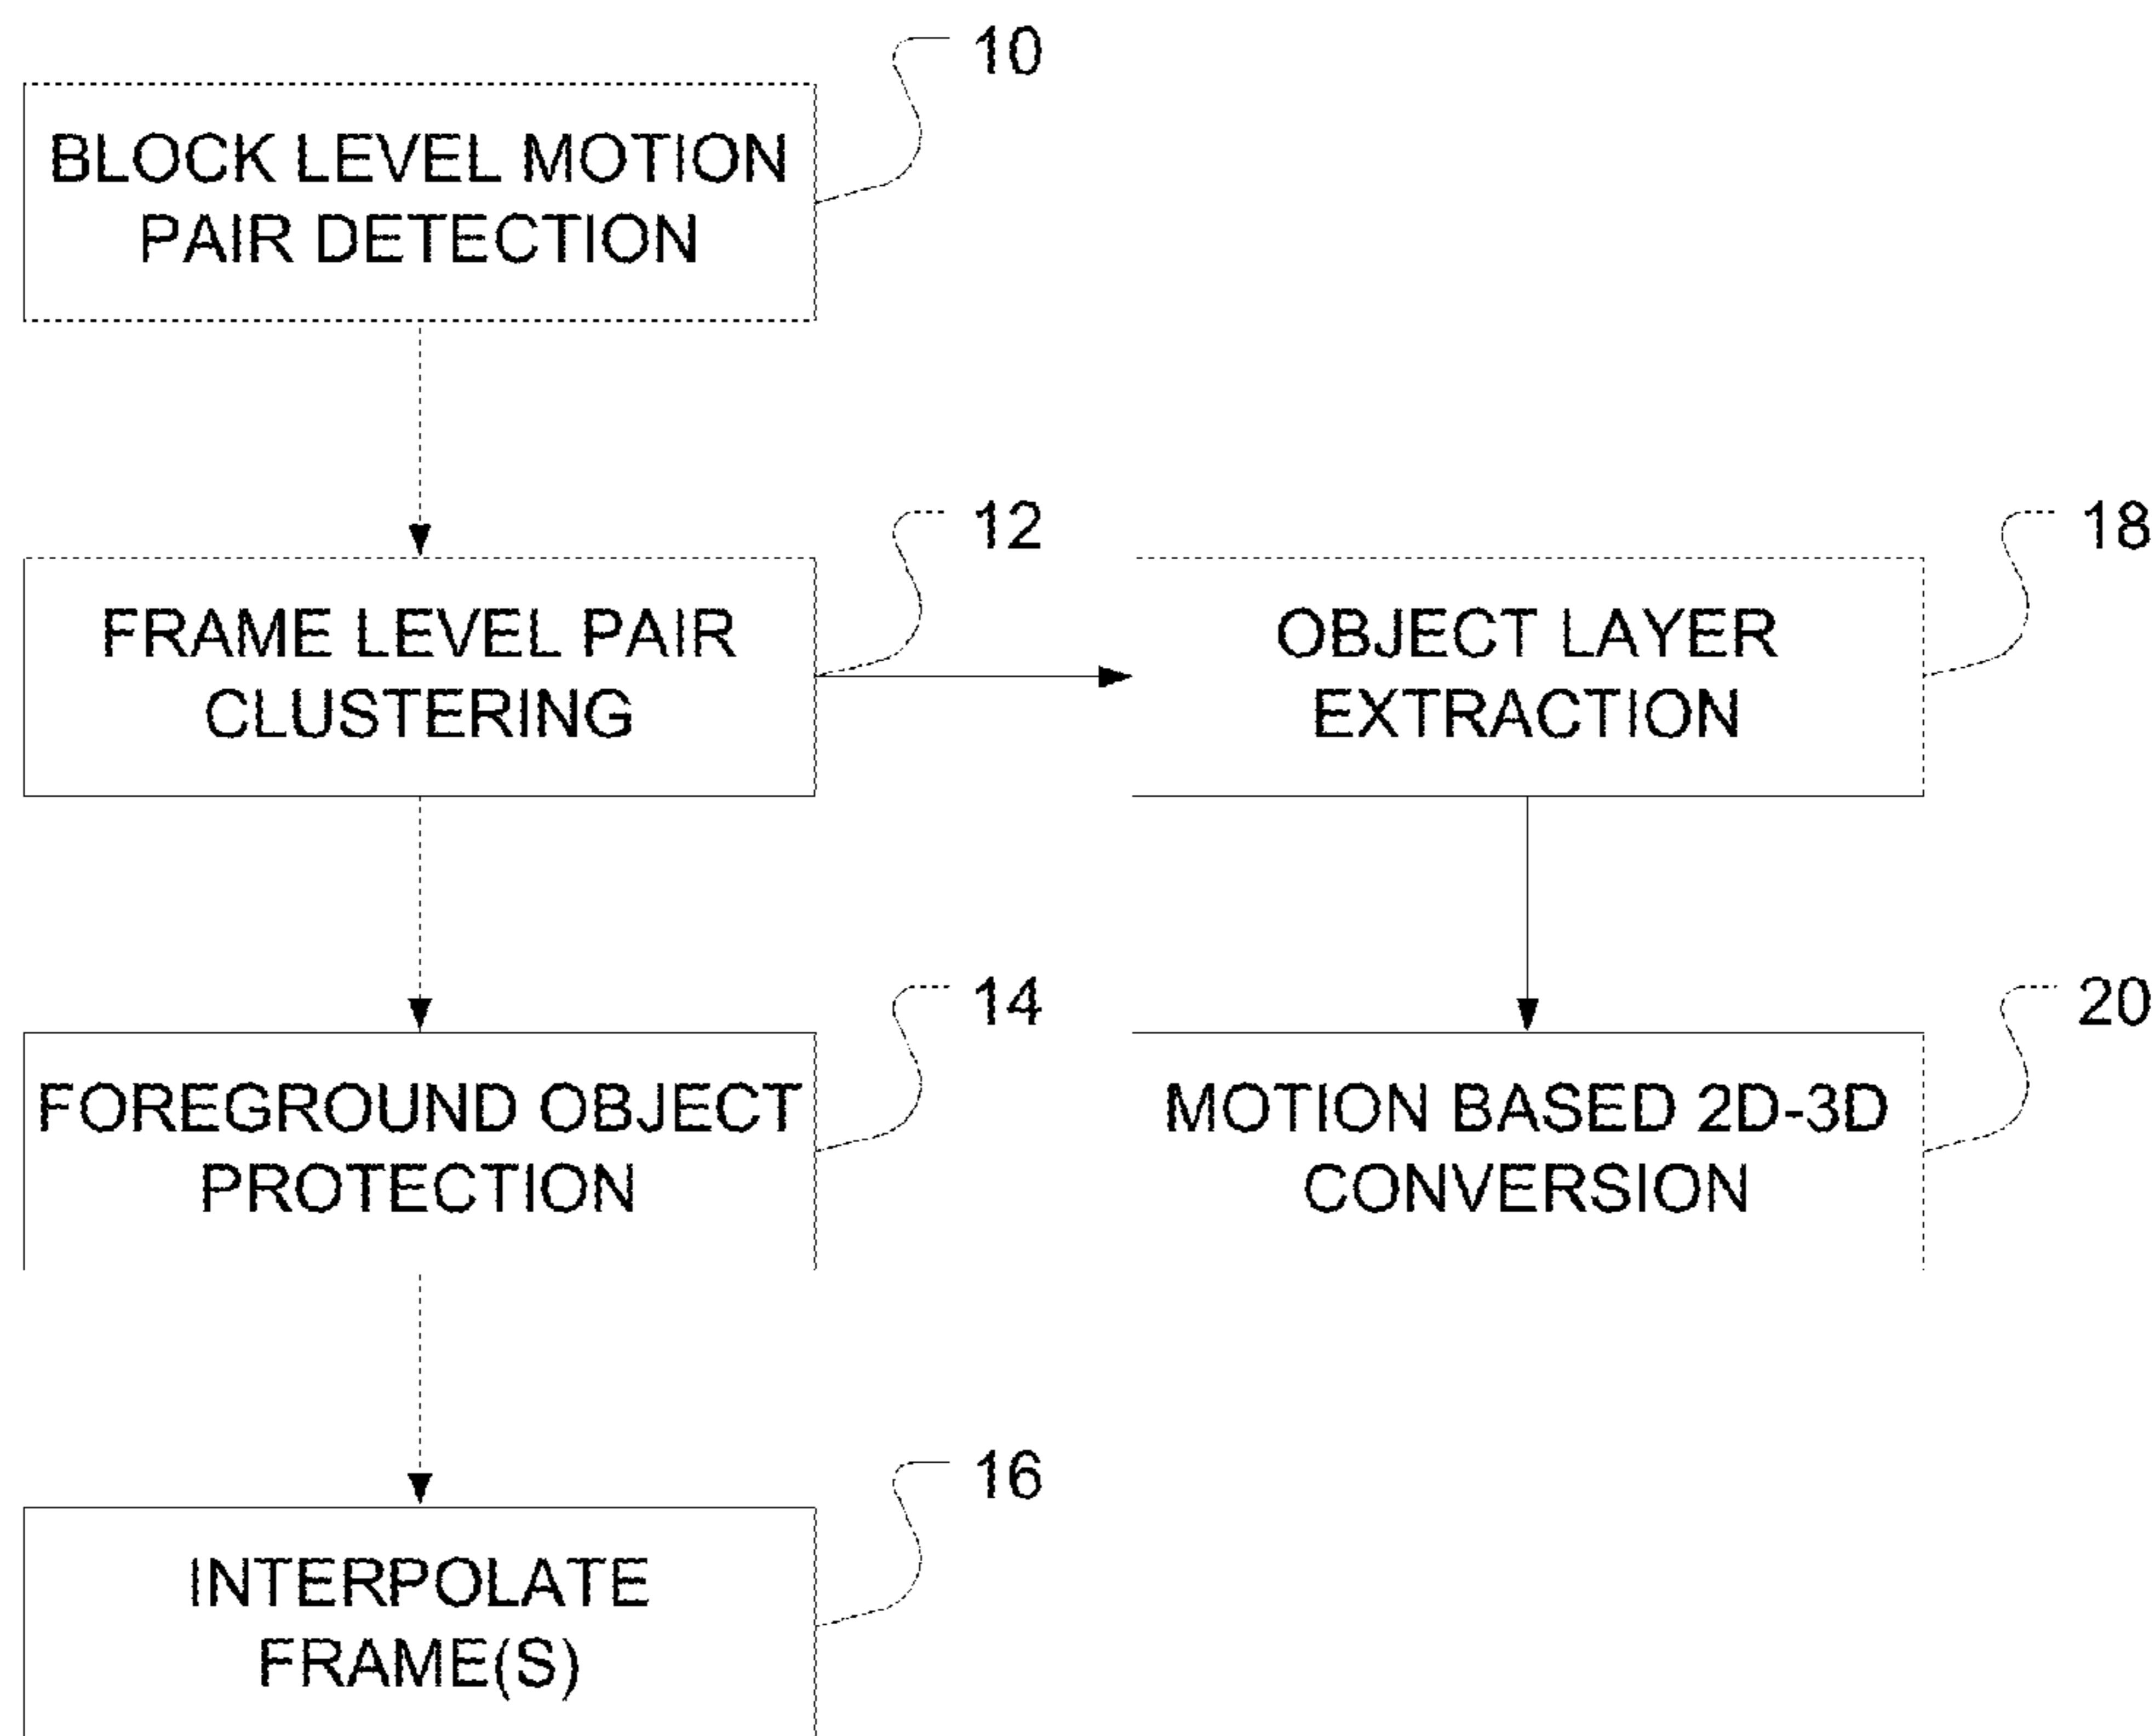 10
BLOCK LEVEL MOTION
PAIR DETECTION
12
FRAME LEVEL PAIR
CLUSTERING
18
OBJECT LAYER
EXTRACTION
14
FOREGROUND OBJECT
PROTECTION
20
MOTION BASED 2D-3D
CONVERSION
16
INTERPOLATE
FRAME(S)